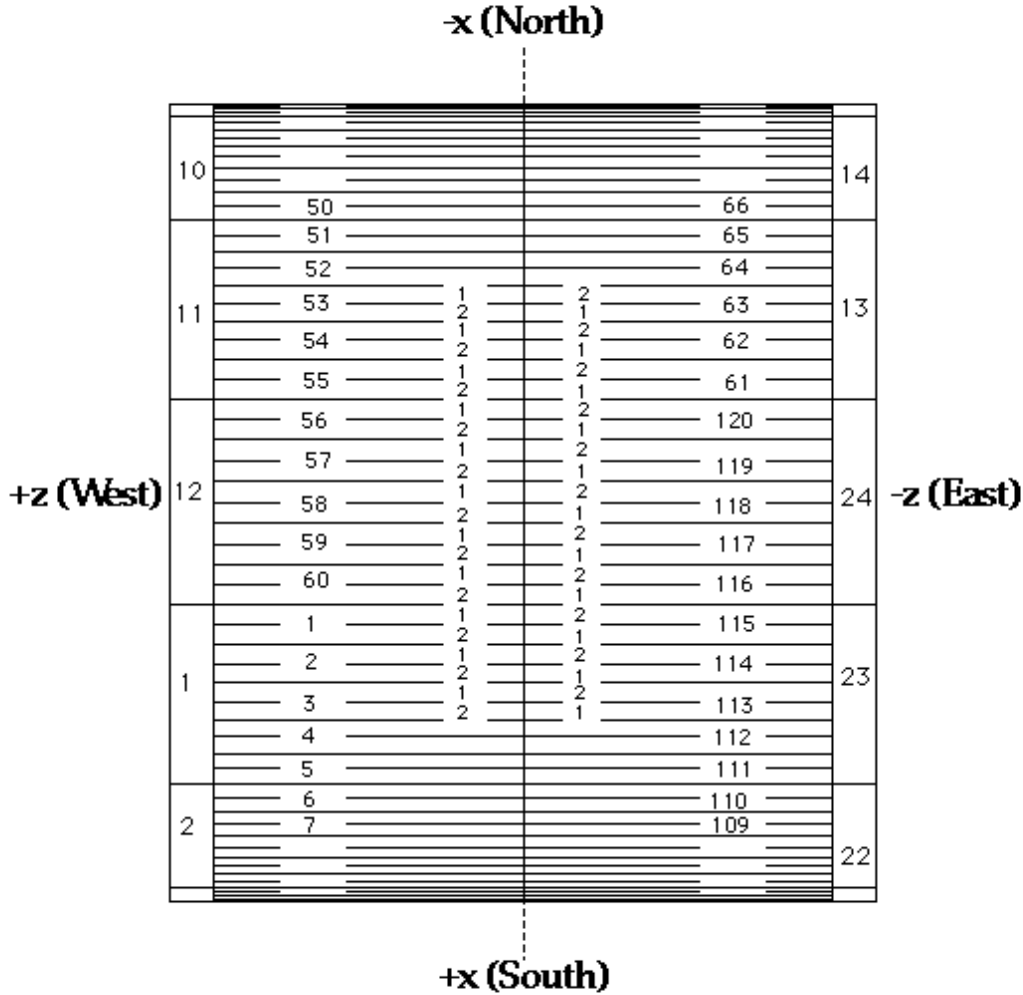 -x (North)
10 14
50 66
51 65
52 64
1 2
11 53 2 1 63 13
1 2
54 2 1 62
1 2
55 2 1 61
1 2
56 2 1 120
1 2
57 2 1 119
+z (West) 12 1 2 24 -z (East)
58 2 1 118
1 2
59 2 1 117
1 2
60 2 1 116
1 2
1 2 1 115
1 2
2 2 1 114
1 1 2 23
3 2 1 113
4 112
5 111
6 110
2 7 109
22
+x (South)